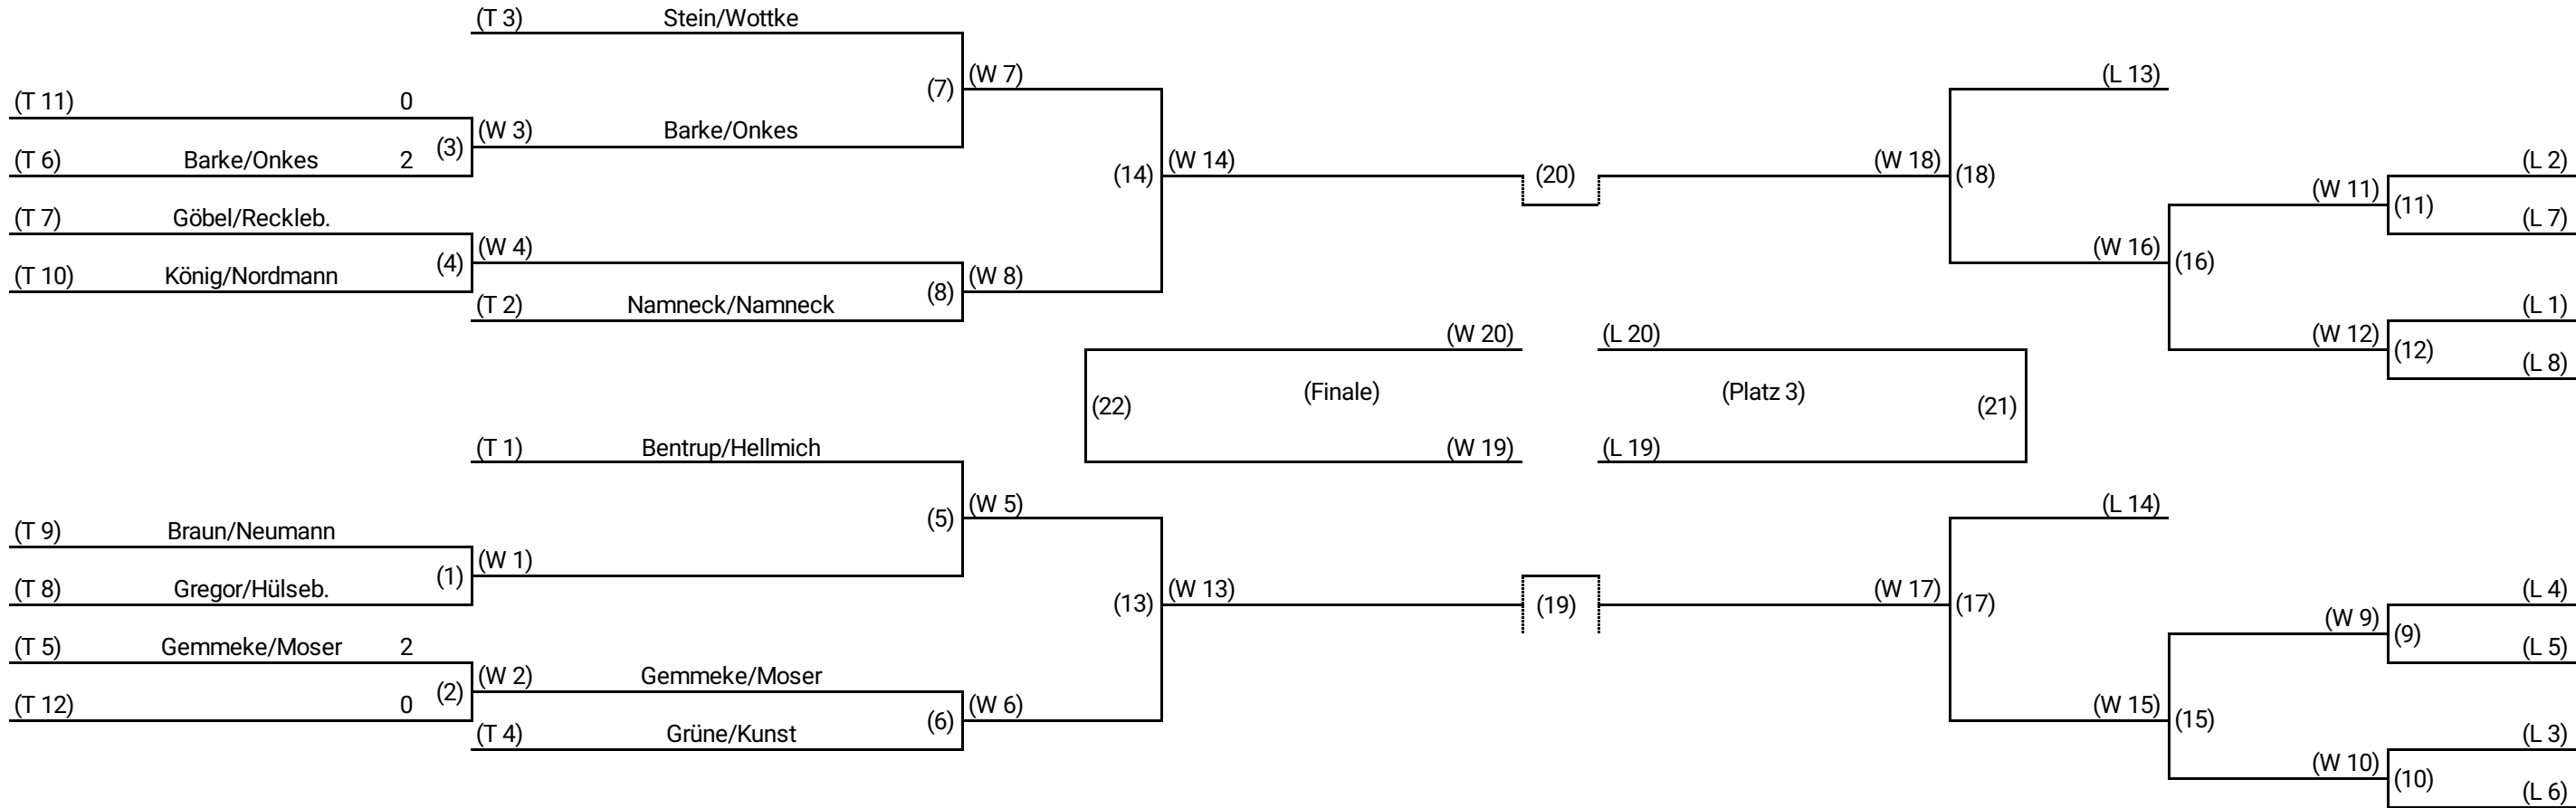 (T 3) Stein/Wottke
(W 7) (L 13)
(7)
(T 11) 0
(W 3) Barke/Onkes
(3)
(T 6) Barke/Onkes 2 (W 14) (W 18) (L 2)
(14) (20) (18)
(W 11)
(11)
(T 7) Göbel/Reckleb. (L 7)
(W 4) (W 16)
(4) (16)
(T 10) König/Nordmann (W 8)
(8)
(T 2) Namneck/Namneck (L 1)
(W 20) (L 20) (W 12)
(12)
(L 8)
(Finale) (Platz 3)
(22) (21)
(T 1) Bentrup/Hellmich (W 19) (L 19)
(W 5) (L 14)
(5)
(T 9) Braun/Neumann
(W 1)
(1)
(T 8) Gregor/Hülseb. (W 13) (W 17) (L 4)
(13) (19) (17)
(W 9)
(9)
(T 5) Gemmeke/Moser 2 (L 5)
(W 2) Gemmeke/Moser
(2)
(T 12) 0 (W 6) (W 15)
(6) (15)
(T 4) Grüne/Kunst (L 3)
(W 10)
(10)
(L 6)